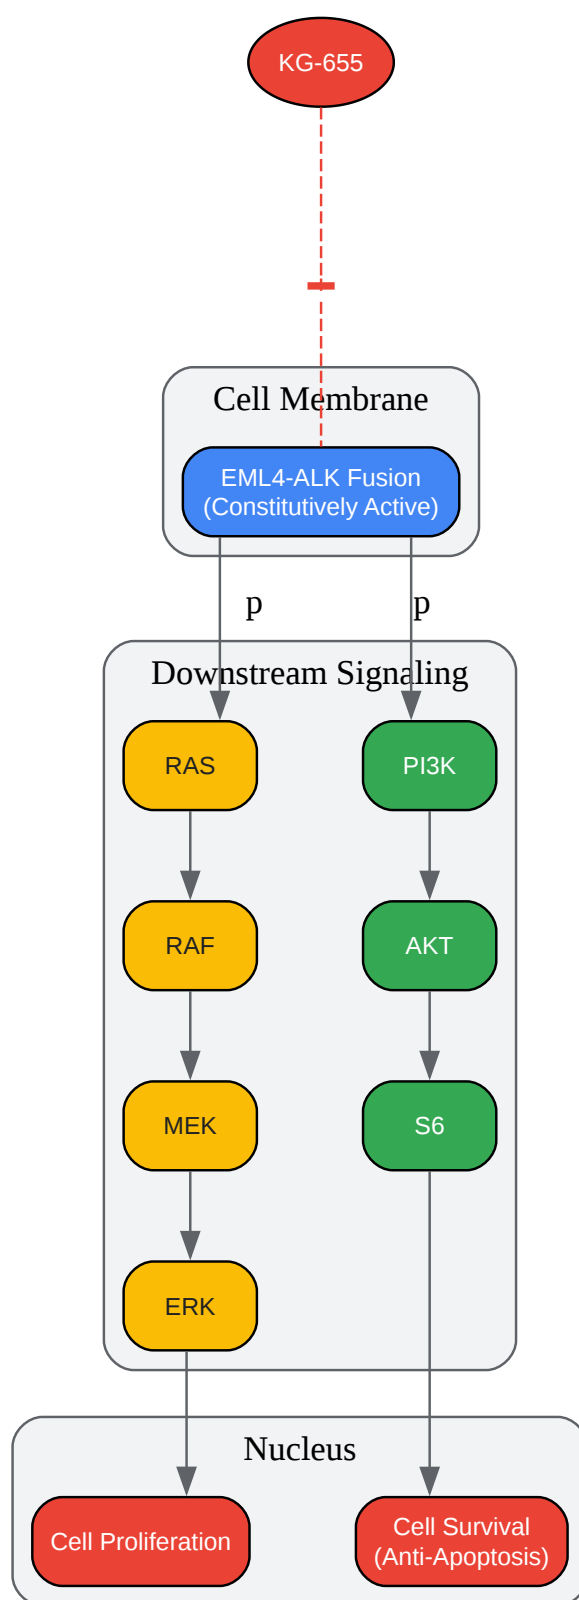 KG-655
Cell Membrane
EML4-ALK Fusion
(Constitutively Active)
p p
Downstream Signaling
RAS PI3K
RAF AKT
MEK S6
ERK
Nucleus
Cell Proliferation
Cell Survival
(Anti-Apoptosis)